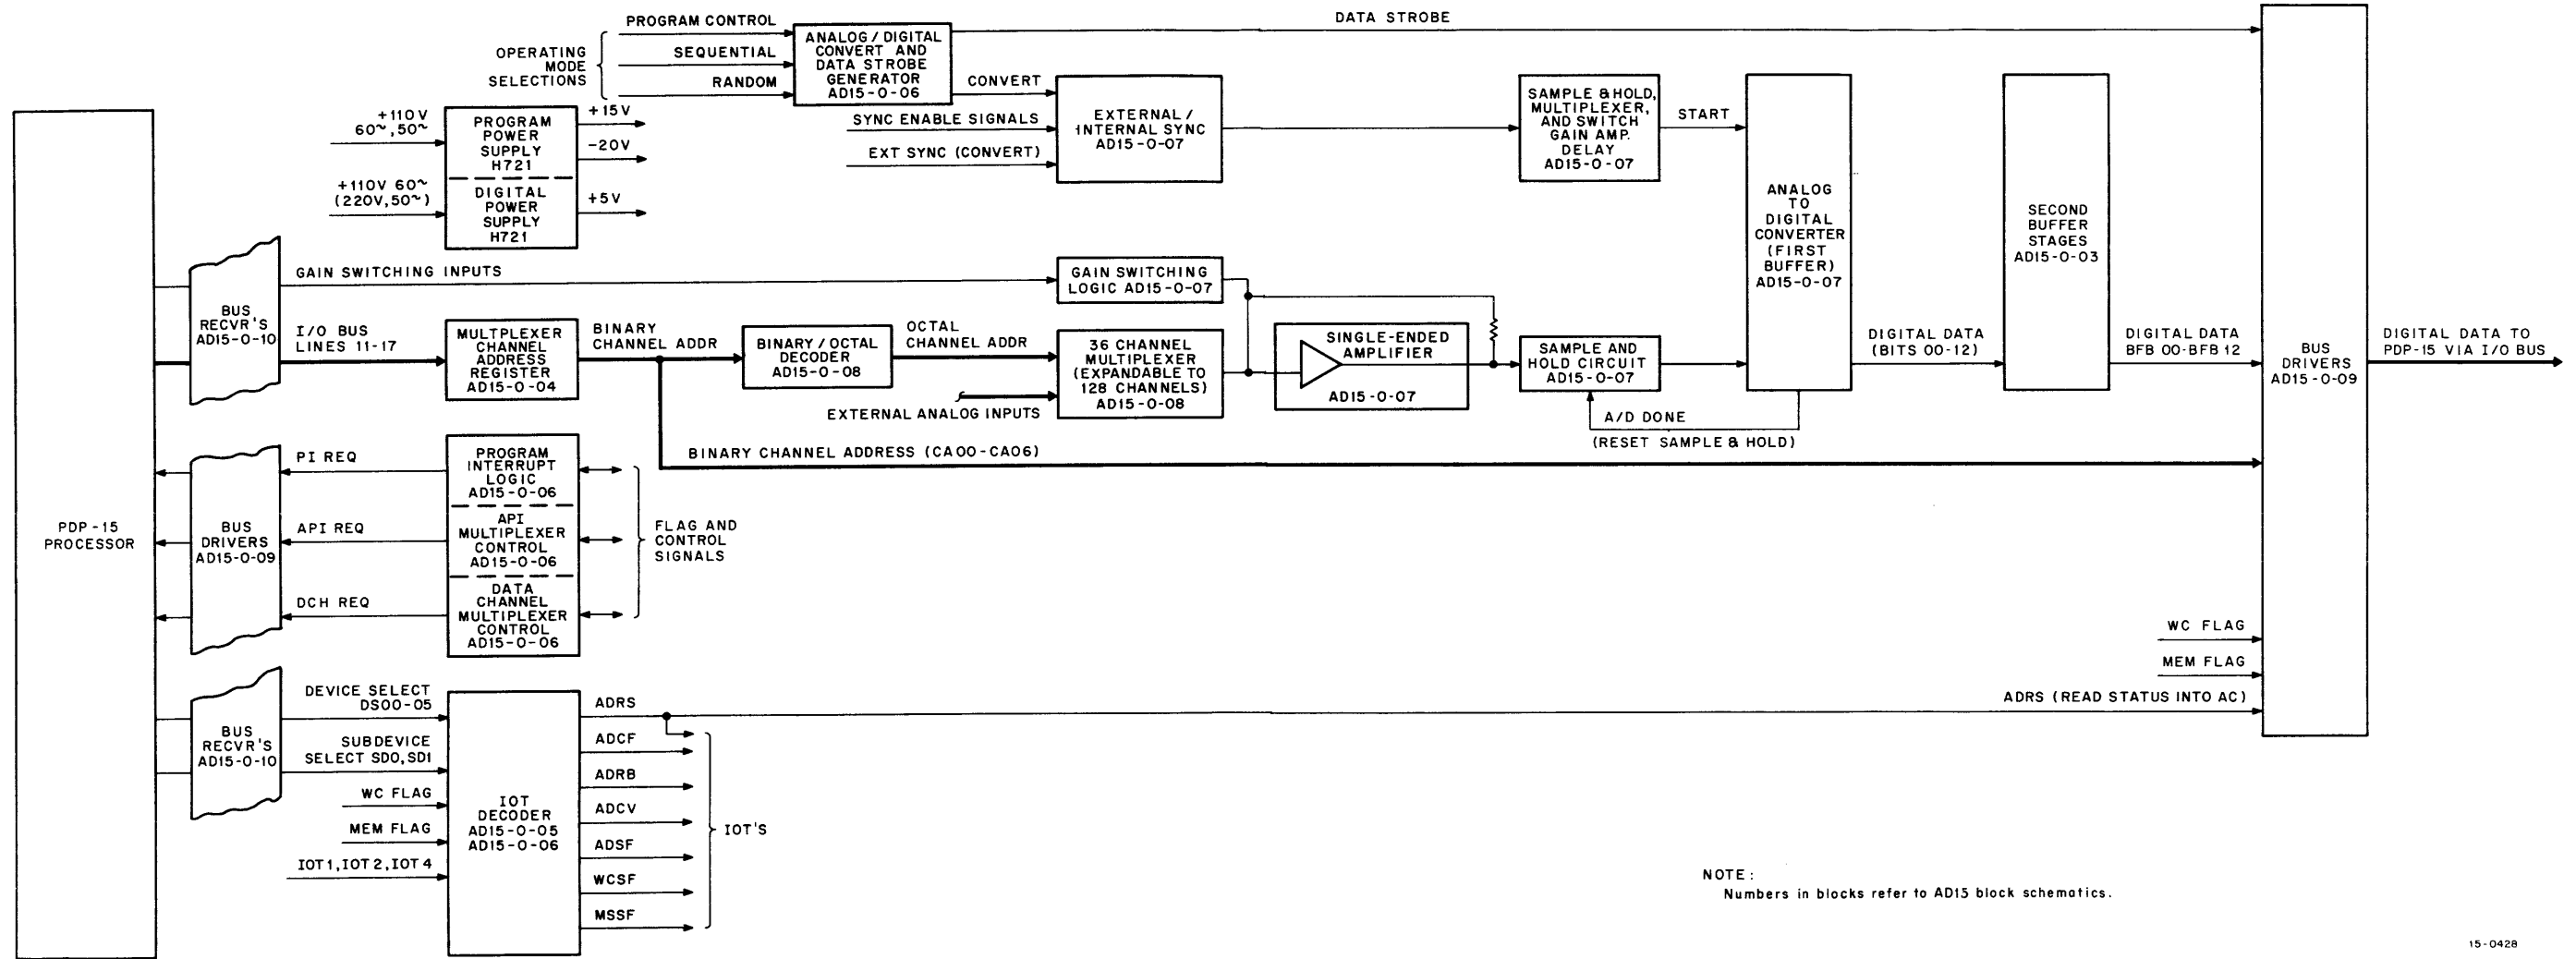 PROGRAM CONTROL
OPERATING
MODE
SELECTIONS
SEQUENTIAL
RANDOM
ANALOG / DIGITAL
CONVERT AND
DATA STROBE
GENERATOR
AD15-0-06
DATA STROBE
CONVERT
SYNC ENABLE SIGNALS
EXT SYNC (CONVERT)
EXTERNAL /
INTERNAL SYNC
AD15-0-07
SAMPLE & HOLD,
MULTIPLEXER,
AND SWITCH
GAIN AMP.
DELAY
AD15-0-07
START
+110V
60~,50~
PROGRAM
POWER
SUPPLY
H721
+15V
-20V
+110V 60~
(220V,50~)
DIGITAL
POWER
SUPPLY
H721
+5V
ANALOG
TO
DIGITAL
CONVERTER
(FIRST
BUFFER)
AD15-0-07
SECOND
BUFFER
STAGES
AD15-0-03
GAIN SWITCHING INPUTS
GAIN SWITCHING
LOGIC AD15-0-07
BUS
RECVR'S
AD15-0-10
I/O BUS
LINES 11-17
MULTPLEXER
CHANNEL
ADDRESS
REGISTER
AD15-0-04
BINARY
CHANNEL ADDR
BINARY / OCTAL
DECODER
AD15-0-08
OCTAL
CHANNEL ADDR
EXTERNAL ANALOG INPUTS
36 CHANNEL
MULTIPLEXER
(EXPANDABLE TO
128 CHANNELS)
AD15-0-08
SINGLE-ENDED
AMPLIFIER
AD15-0-07
SAMPLE AND
HOLD CIRCUIT
AD15-0-07
A/D DONE
(RESET SAMPLE & HOLD)
DIGITAL DATA
(BITS 00-12)
DIGITAL DATA
BFB 00-BFB 12
BUS
DRIVERS
AD15-0-09
DIGITAL DATA TO
PDP-15 VIA I/O BUS
BINARY CHANNEL ADDRESS (CA00-CA06)
PDP-15
PROCESSOR
BUS
DRIVERS
AD15-0-09
PI REQ
API REQ
DCH REQ
PROGRAM
INTERRUPT
LOGIC
AD15-0-06
API
MULTIPLEXER
CONTROL
AD15-0-06
DATA
CHANNEL
MULTIPLEXER
CONTROL
AD15-0-06
FLAG AND
CONTROL
SIGNALS
WC FLAG
MEM FLAG
ADRS (READ STATUS INTO AC)
BUS
RECVR'S
AD15-0-10
DEVICE SELECT
DS00-05
SUBDEVICE
SELECT SD0,SD1
WC FLAG
MEM FLAG
IOT1,IOT2,IOT4
IOT
DECODER
AD15-0-05
AD15-0-06
ADRS
ADCF
ADRB
ADCV
ADSF
WCSF
MSSF
IOT'S
NOTE:
Numbers in blocks refer to AD15 block schematics.
15-0428